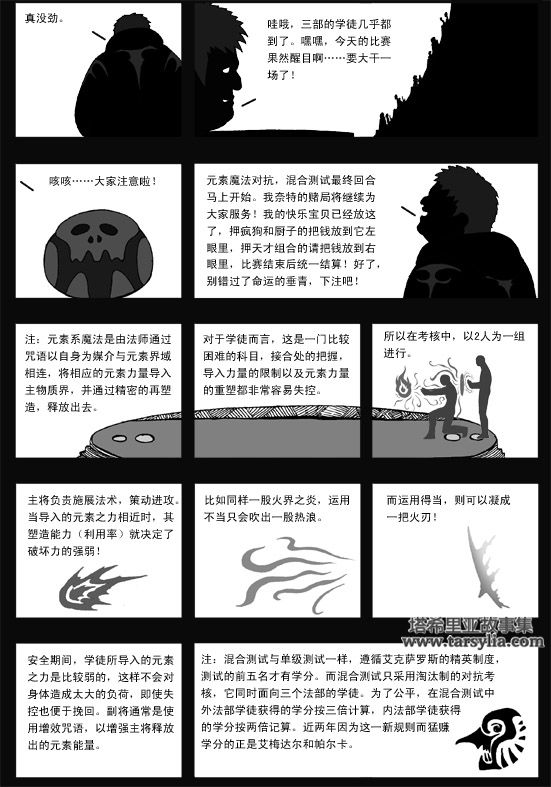 真没劲。
哇哦，三部的学徒几乎都
到了。嘿嘿，今天的比赛
果然醒目啊……要大干一
场了！
咳咳……大家注意啦！
元素魔法对抗，混合测试最终回合
马上开始。我奈特的赌局将继续为
大家服务！我的快乐宝贝已经放这
了，押疯狗和厨子的把钱放到它左
眼里，押天才组合的请把钱放到右
眼里，比赛结束后统一结算！好了，
别错过了命运的垂青，下注吧！
注：元素系魔法是由法师通过
咒语以自身为媒介与元素界域
相连，将相应的元素力量导入
主物质界，并通过精密的再塑
造，释放出去。
对于学徒而言，这是一门比较
困难的科目，接合处的把握，
导入力量的限制以及元素力量
的重塑都非常容易失控。
所以在考核中，以2人为一组
进行。
主将负责施展法术，策动进攻。
当导入的元素之力相近时，其
塑造能力（利用率）就决定了
破坏力的强弱！
比如同样一股火界之炎，运用
不当只会吹出一股热浪。
而运用得当，则可以凝成
一把火刃！
塔希里亚故事集
www.tarsylia.com
安全期间，学徒所导入的元素
之力是比较弱的，这样不会对
身体造成太大的负荷，即使失
控也便于挽回。副将通常是使
用增效咒语，以增强主将释放
出的元素能量。
注：混合测试与单级测试一样，遵循艾克萨罗斯的精英制度，
测试的前五名才有学分。而混合测试只采用淘汰制的对抗考
核，它同时面向三个法部的学徒。为了公平，在混合测试中
外法部学徒获得的学分按三倍计算，内法部学徒获得
的学分按两倍记算。近两年因为这一新规则而猛赚
学分的正是艾梅达尔和帕尔卡。